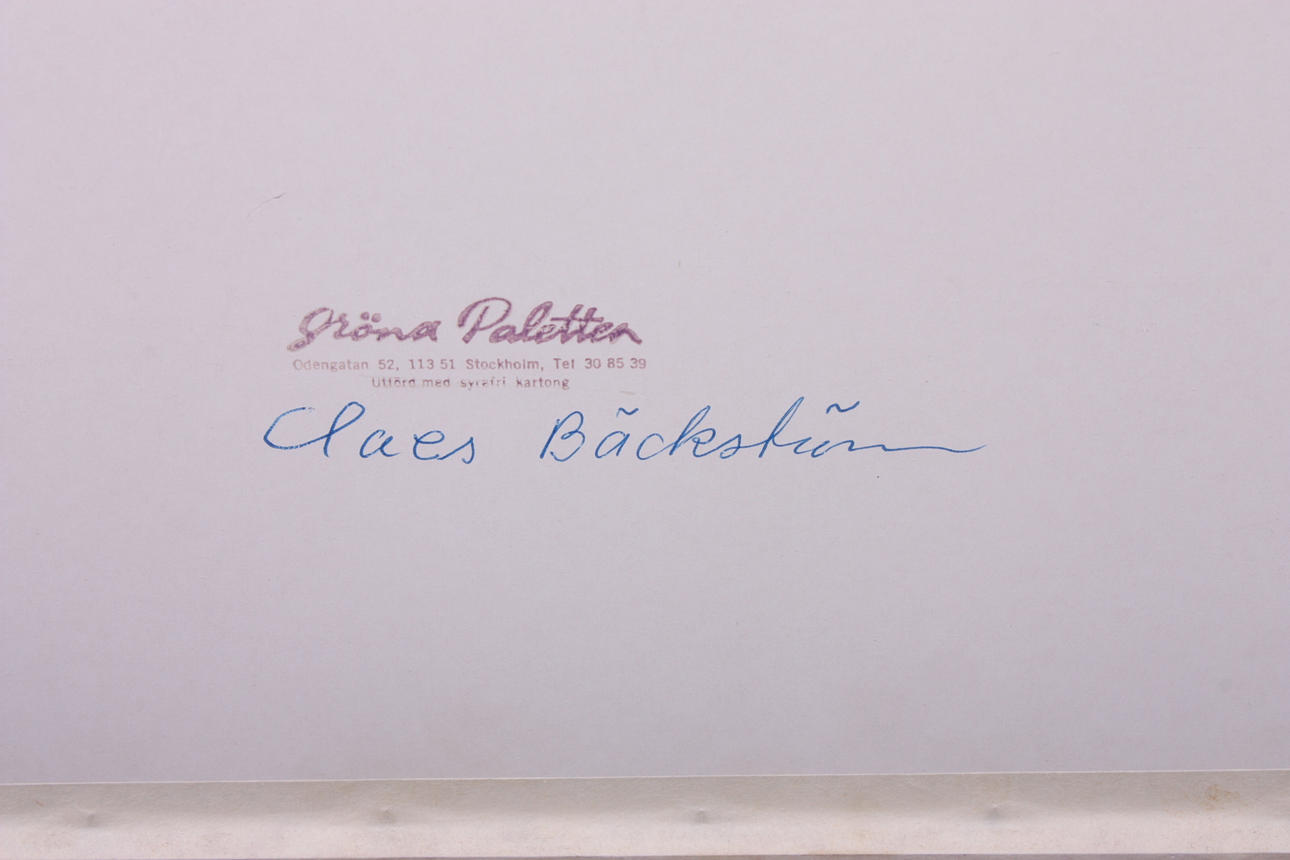 Gröna Paletten
Odengatan 52, 113 51 Stockholm, Tel 30 85 39
Utförd med syrafri kartong
Claes Bäckström